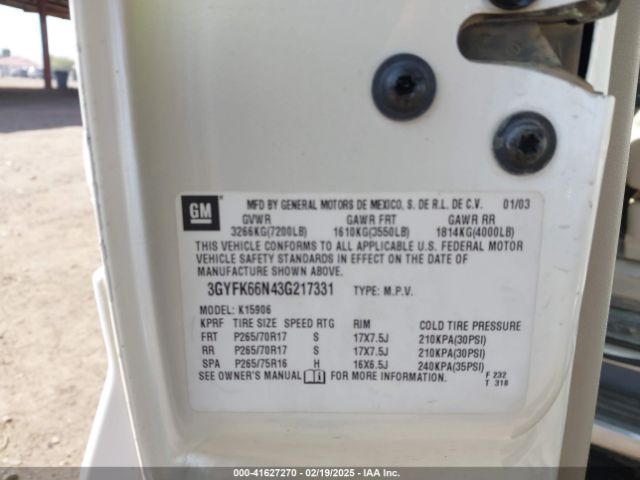 GM
MFD BY GENERAL MOTORS DE MEXICO, S. DE R.L. DE C.V. 01/03
GVWR GAWR FRT GAWR RR
3266KG(7200LB) 1610KG(3550LB) 1814KG(4000LB)
THIS VEHICLE CONFORMS TO ALL APPLICABLE U.S. FEDERAL MOTOR
VEHICLE SAFETY STANDARDS IN EFFECT ON THE DATE OF
MANUFACTURE SHOWN ABOVE.
3GYFK66N43G217331 TYPE: M.P.V.
MODEL: K15906
KPRF TIRE SIZE SPEED RTG RIM COLD TIRE PRESSURE
FRT P265/70R17 S 17X7.5J 210KPA(30PSI)
RR P265/70R17 S 17X7.5J 210KPA(30PSI)
SPA P265/75R16 H 16X6.5J 240KPA(35PSI)
SEE OWNER'S MANUAL i FOR MORE INFORMATION.
F 232
T 318
000-41627270 - 02/19/2025 - IAA Inc.